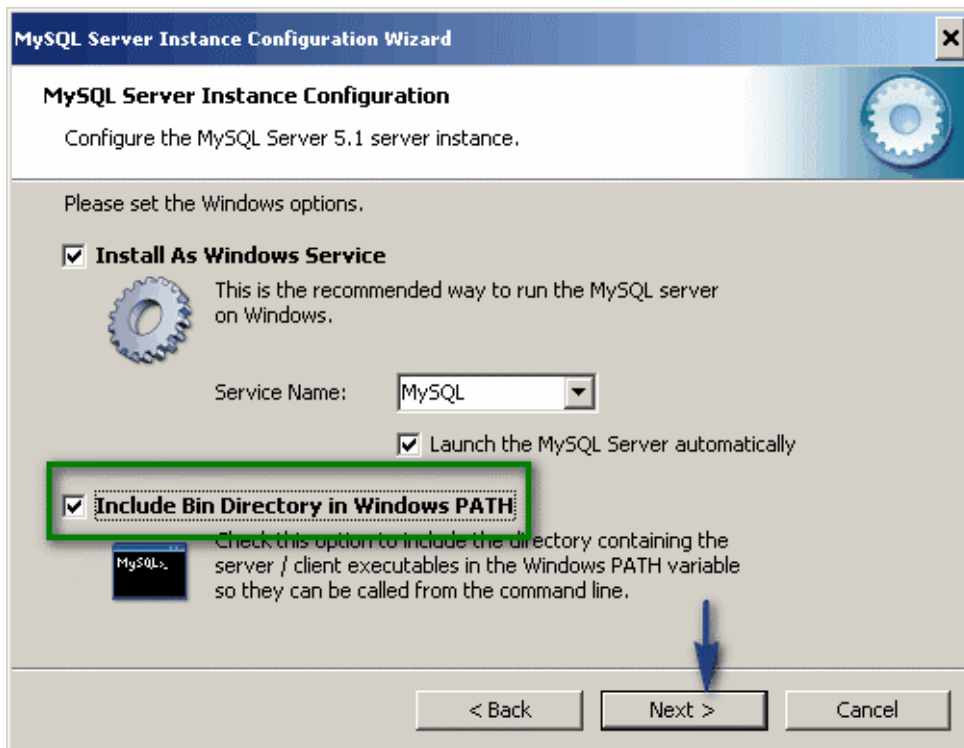 MySQL Server Instance Configuration Wizard
MySQL Server Instance Configuration
Configure the MySQL Server 5.1 server instance.
Please set the Windows options.
Install As Windows Service
This is the recommended way to run the MySQL server
on Windows.
Service Name: MySQL
Launch the MySQL Server automatically
Include Bin Directory in Windows PATH
Check this option to include the directory containing the
server / client executables in the Windows PATH variable
so they can be called from the command line.
MySQL>_
< Back Next > Cancel